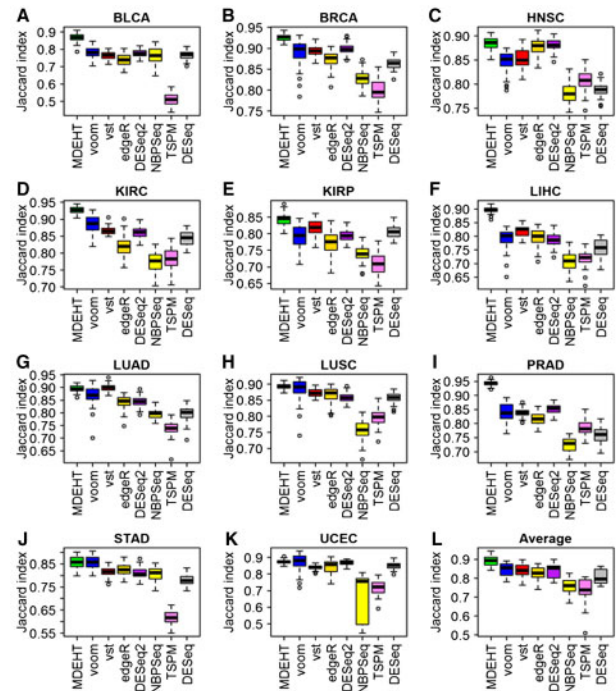 A BLCA
Jaccard index
0.9
0.8
0.7
0.6
0.5
MDEHT
voom
vst
edgeR
DESeq2
NBPSeq
TSPM
DESeq
B BRCA
Jaccard index
0.95
0.90
0.85
0.80
0.75
MDEHT
voom
vst
edgeR
DESeq2
NBPSeq
TSPM
DESeq
C HNSC
Jaccard index
0.90
0.85
0.80
0.75
MDEHT
voom
vst
edgeR
DESeq2
NBPSeq
TSPM
DESeq
D KIRC
Jaccard index
0.95
0.90
0.85
0.80
0.75
0.70
MDEHT
voom
vst
edgeR
DESeq2
NBPSeq
TSPM
DESeq
E KIRP
Jaccard index
0.85
0.80
0.75
0.70
0.65
MDEHT
voom
vst
edgeR
DESeq2
NBPSeq
TSPM
DESeq
F LIHC
Jaccard index
0.90
0.85
0.80
0.75
0.70
0.65
MDEHT
voom
vst
edgeR
DESeq2
NBPSeq
TSPM
DESeq
G LUAD
Jaccard index
1.00
0.95
0.90
0.85
0.80
0.75
0.70
0.65
MDEHT
voom
vst
edgeR
DESeq2
NBPSeq
TSPM
DESeq
H LUSC
Jaccard index
0.95
0.90
0.85
0.80
0.75
0.70
MDEHT
voom
vst
edgeR
DESeq2
NBPSeq
TSPM
DESeq
I PRAD
Jaccard index
0.95
0.90
0.85
0.80
0.75
0.70
MDEHT
voom
vst
edgeR
DESeq2
NBPSeq
TSPM
DESeq
J STAD
Jaccard index
0.85
0.75
0.65
0.55
MDEHT
voom
vst
edgeR
DESeq2
NBPSeq
TSPM
DESeq
K UCEC
Jaccard index
0.9
0.8
0.7
0.6
0.5
MDEHT
voom
vst
edgeR
DESeq2
NBPSeq
TSPM
DESeq
L Average
Jaccard index
1.0
0.9
0.8
0.7
0.6
0.5
MDEHT
voom
vst
edgeR
DESeq2
NBPSeq
TSPM
DESeq